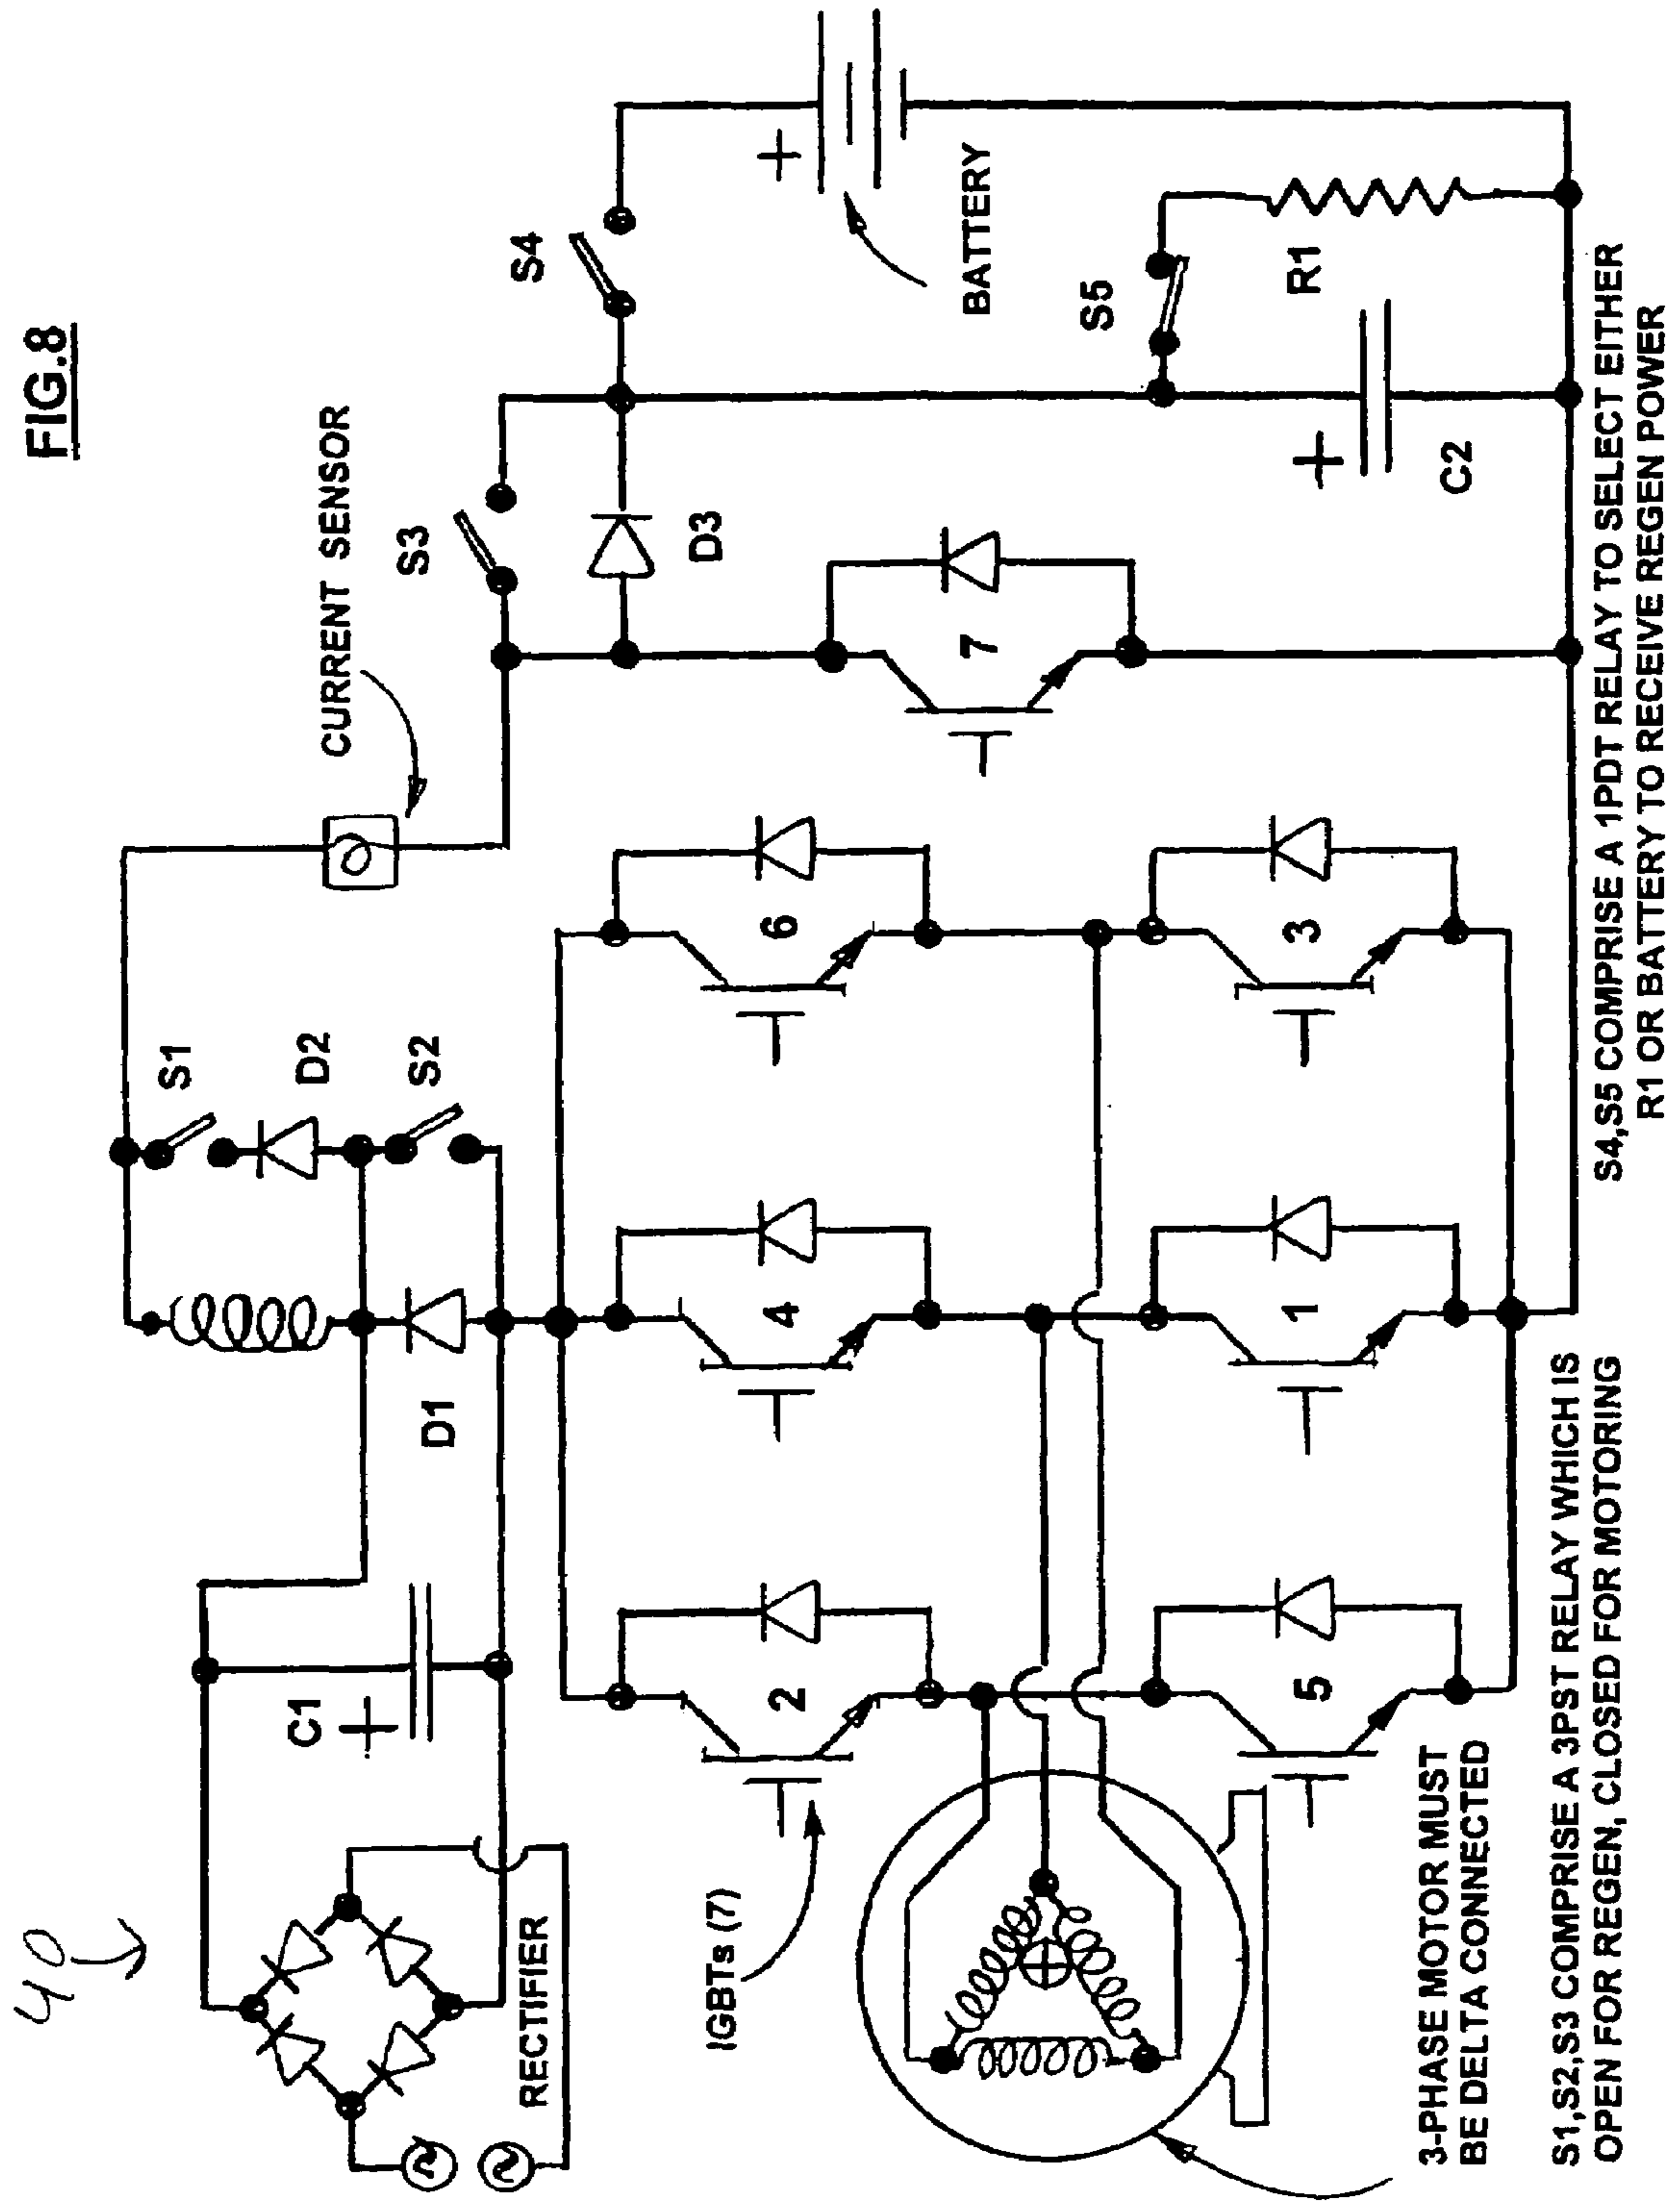 FIG.8
40
CURRENT SENSOR
S1
D2
S2
S3
S4
D3
D1
C1
+
RECTIFIER
IGBTs (7)
2
4
6
7
5
1
3
BATTERY
+
S5
R1
+
C2
3-PHASE MOTOR MUST
BE DELTA CONNECTED
S1,S2,S3 COMPRISE A 3PST RELAY WHICH IS
OPEN FOR REGEN, CLOSED FOR MOTORING
S4,S5 COMPRISE A 1PDT RELAY TO SELECT EITHER
R1 OR BATTERY TO RECEIVE REGEN POWER